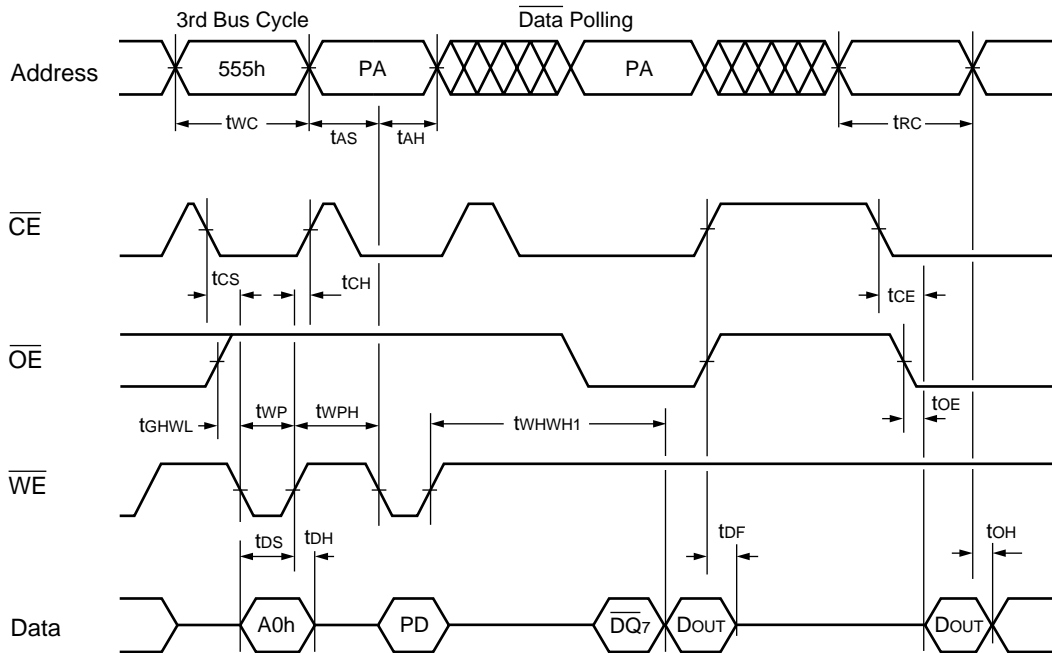 3rd Bus Cycle
Data Polling
Address
555h
PA
PA
tWC
tAS
tAH
tRC
CE
tCS
tCH
tCE
OE
tGHWL
tWP
tWPH
tWHWH1
tOE
WE
tDS
tDH
tDF
tOH
Data
A0h
PD
DQ7
DOUT
DOUT